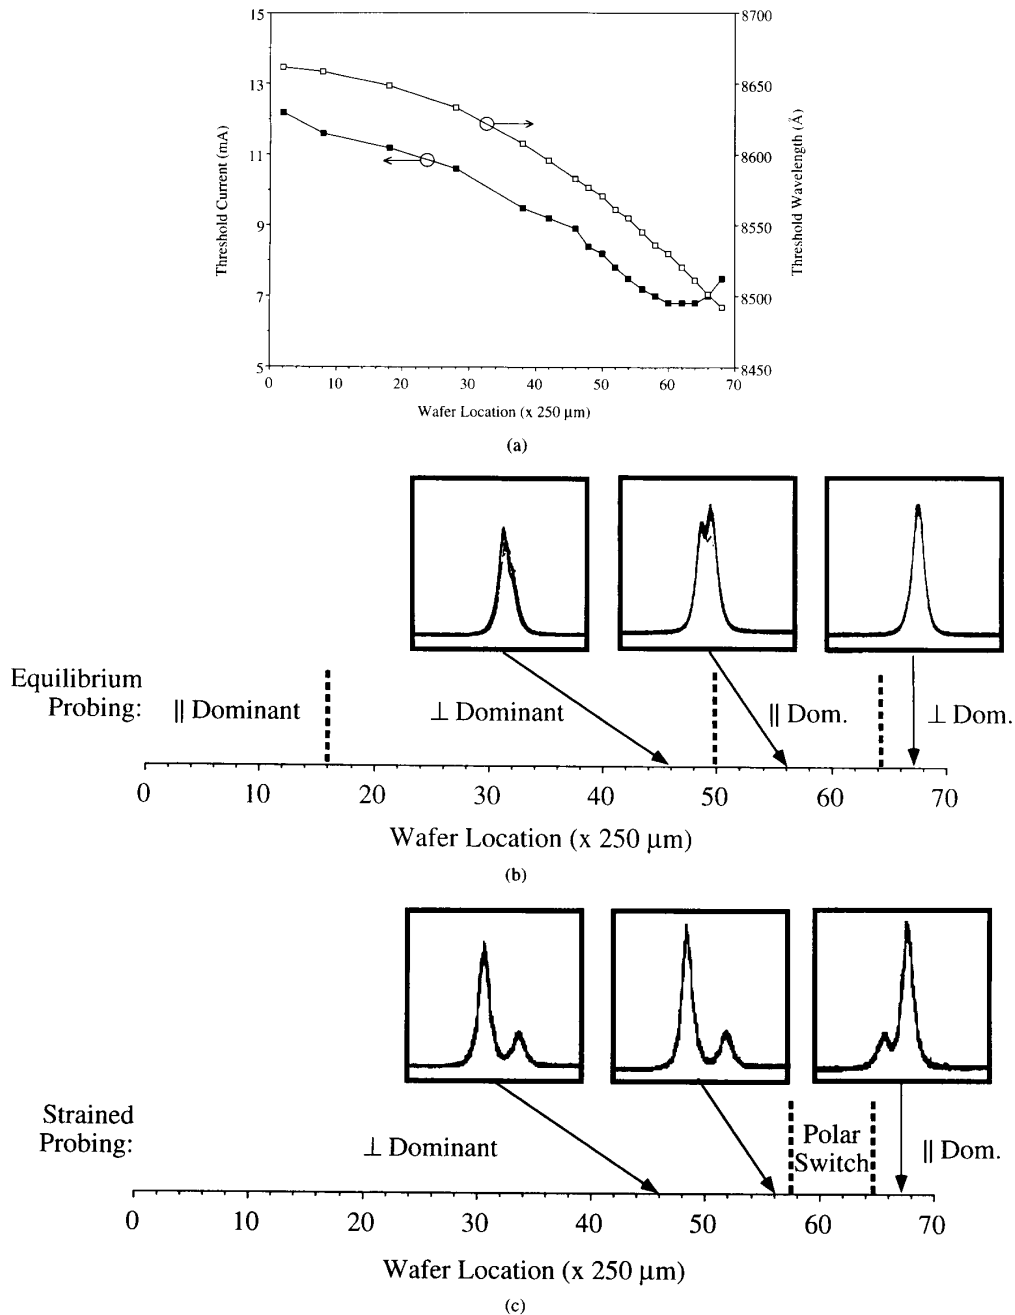 15
13
11
9
7
5
8700
8650
8600
8550
8500
8450
Threshold Current (mA)
Threshold Wavelength (Å)
0 10 20 30 40 50 60 70
Wafer Location (x 250 μm)
(a)
Equilibrium
Probing:
|| Dominant
⊥ Dominant
|| Dom.
⊥ Dom.
0 10 20 30 40 50 60 70
Wafer Location (x 250 μm)
(b)
Strained
Probing:
⊥ Dominant
Polar
Switch
|| Dom.
0 10 20 30 40 50 60 70
Wafer Location (x 250 μm)
(c)